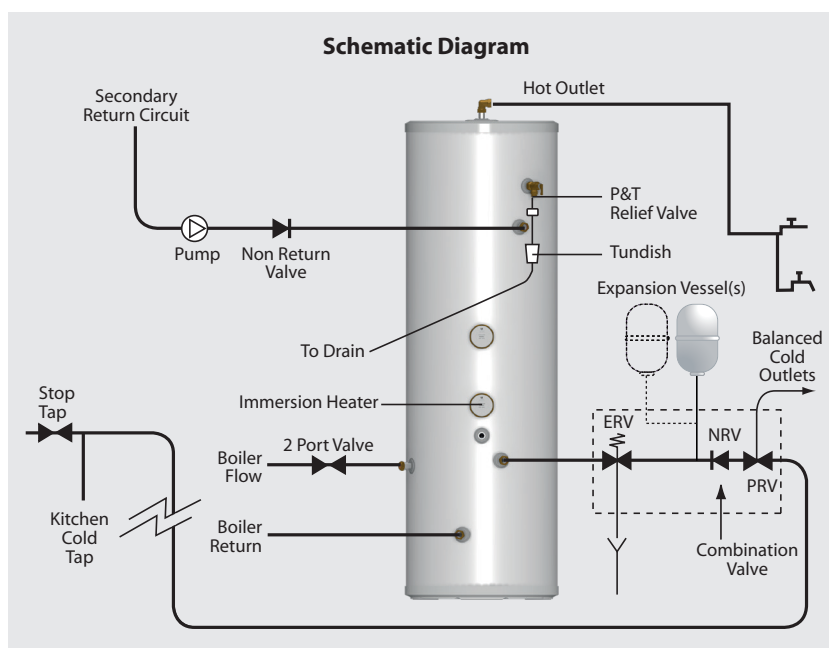 Schematic Diagram
Secondary
Return Circuit
Hot Outlet
P&T
Relief Valve
Pump
Non Return
Valve
Tundish
Expansion Vessel(s)
To Drain
Balanced
Cold
Outlets
Stop
Tap
Immersion Heater
ERV
NRV
2 Port Valve
Boiler
Flow
PRV
Kitchen
Cold
Tap
Boiler
Return
Combination
Valve